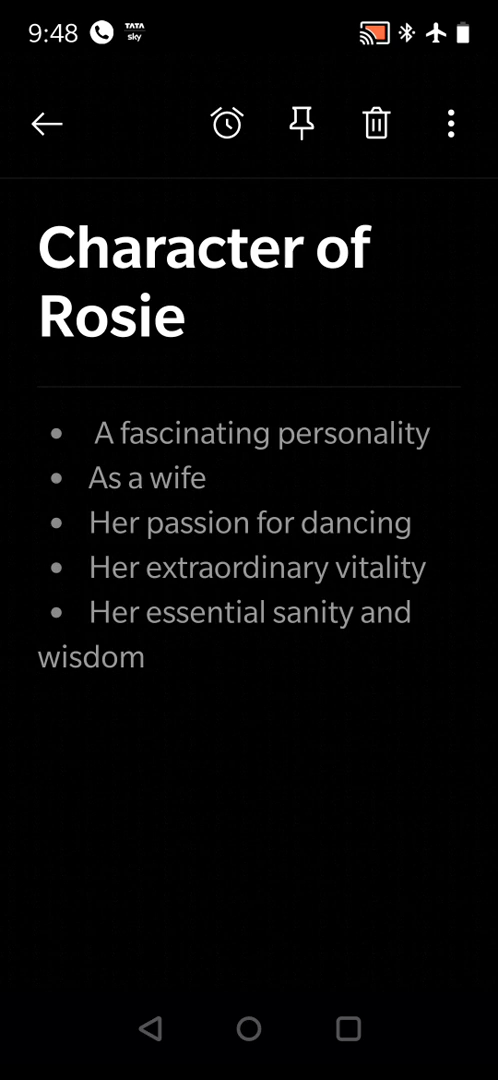 9:48 TATA sky
Character of
Rosie
• A fascinating personality
• As a wife
• Her passion for dancing
• Her extraordinary vitality
• Her essential sanity and
wisdom